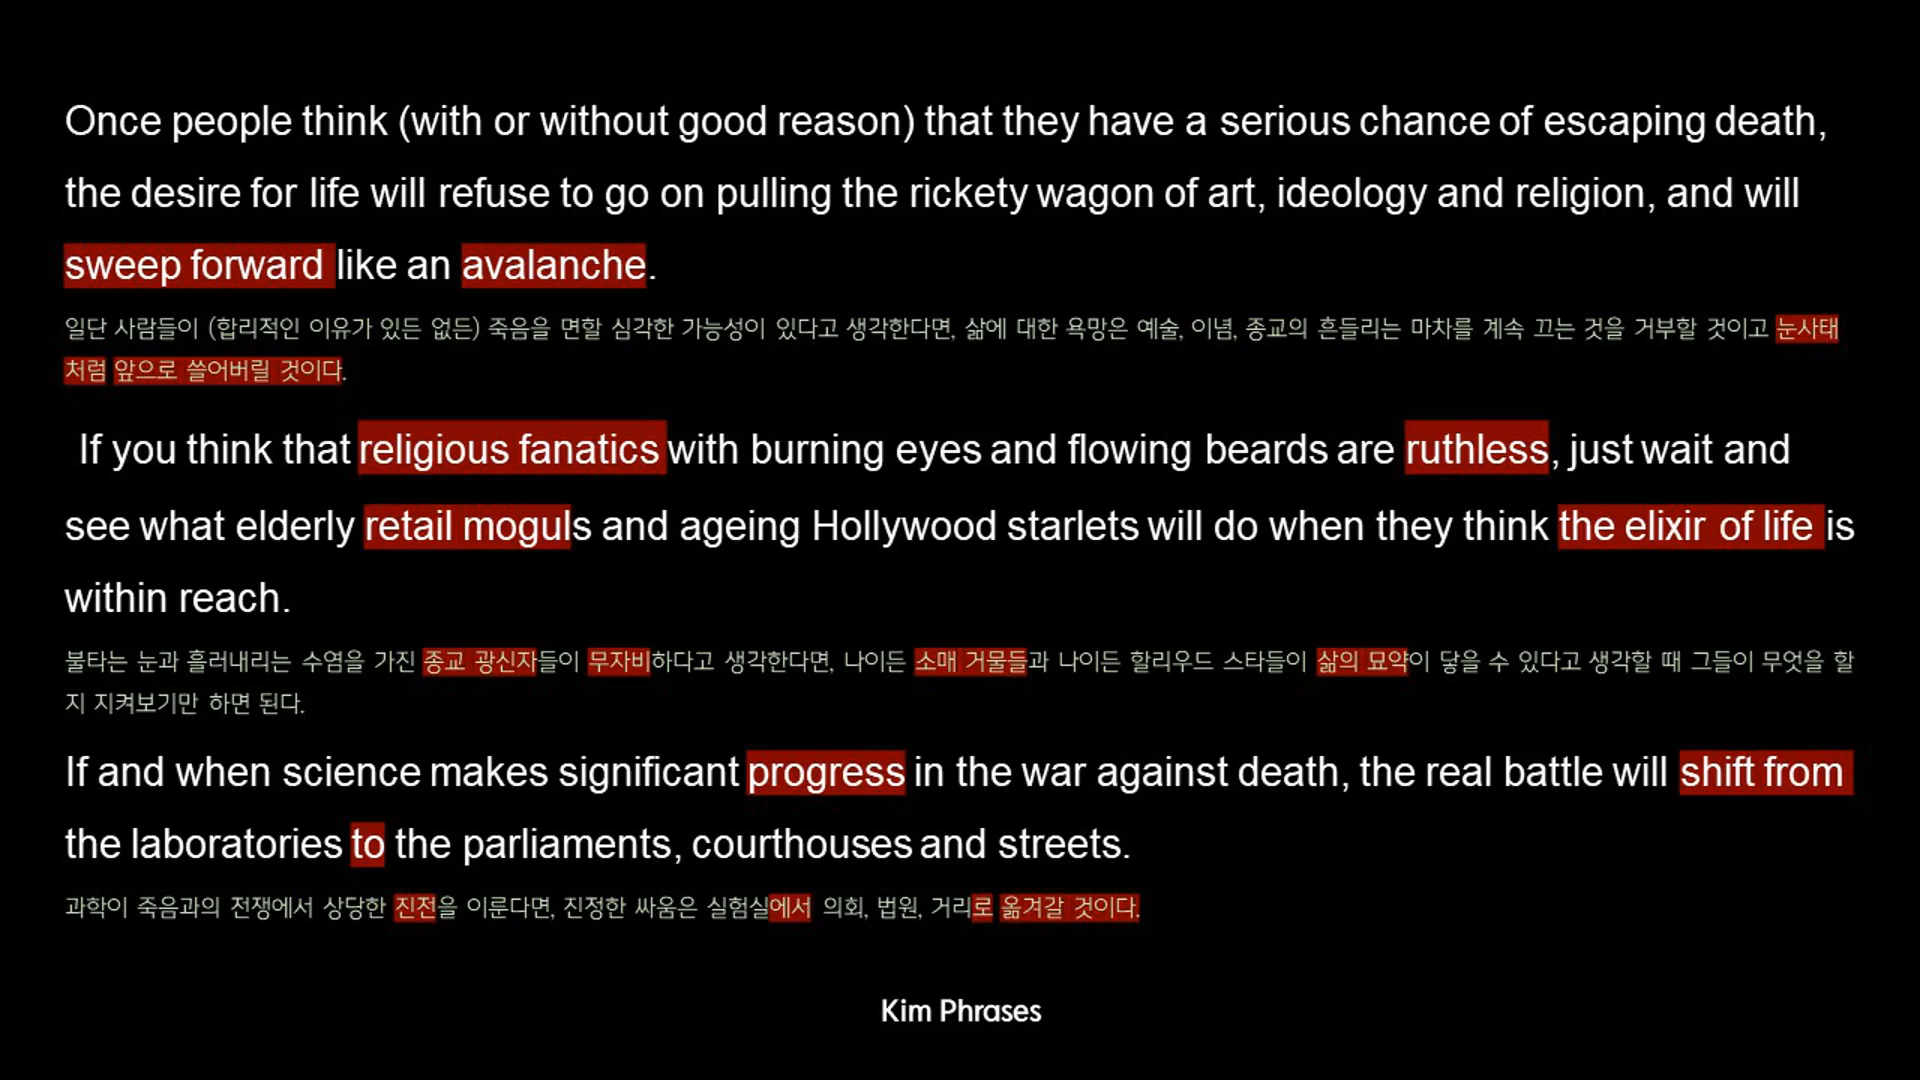 Once people think (with or without good reason) that they have a serious chance of escaping death,
the desire for life will refuse to go on pulling the rickety wagon of art, ideology and religion, and will
sweep forward like an avalanche.
일단 사람들이 (합리적인 이유가 있든 없든) 죽음을 면할 심각한 가능성이 있다고 생각한다면, 삶에 대한 욕망은 예술, 이념, 종교의 흔들리는 마차를 계속 끄는 것을 거부할 것이고 눈사태
처럼 앞으로 쓸어버릴 것이다.
If you think that religious fanatics with burning eyes and flowing beards are ruthless, just wait and
see what elderly retail moguls and ageing Hollywood starlets will do when they think the elixir of life is
within reach.
불타는 눈과 흘러내리는 수염을 가진 종교 광신자들이 무자비하다고 생각한다면, 나이든 소매 거물들과 나이든 할리우드 스타들이 삶의 묘약이 닿을 수 있다고 생각할 때 그들이 무엇을 할
지 지켜보기만 하면 된다.
If and when science makes significant progress in the war against death, the real battle will shift from
the laboratories to the parliaments, courthouses and streets.
과학이 죽음과의 전쟁에서 상당한 진전을 이룬다면, 진정한 싸움은 실험실에서 의회, 법원, 거리로 옮겨갈 것이다.
Kim Phrases